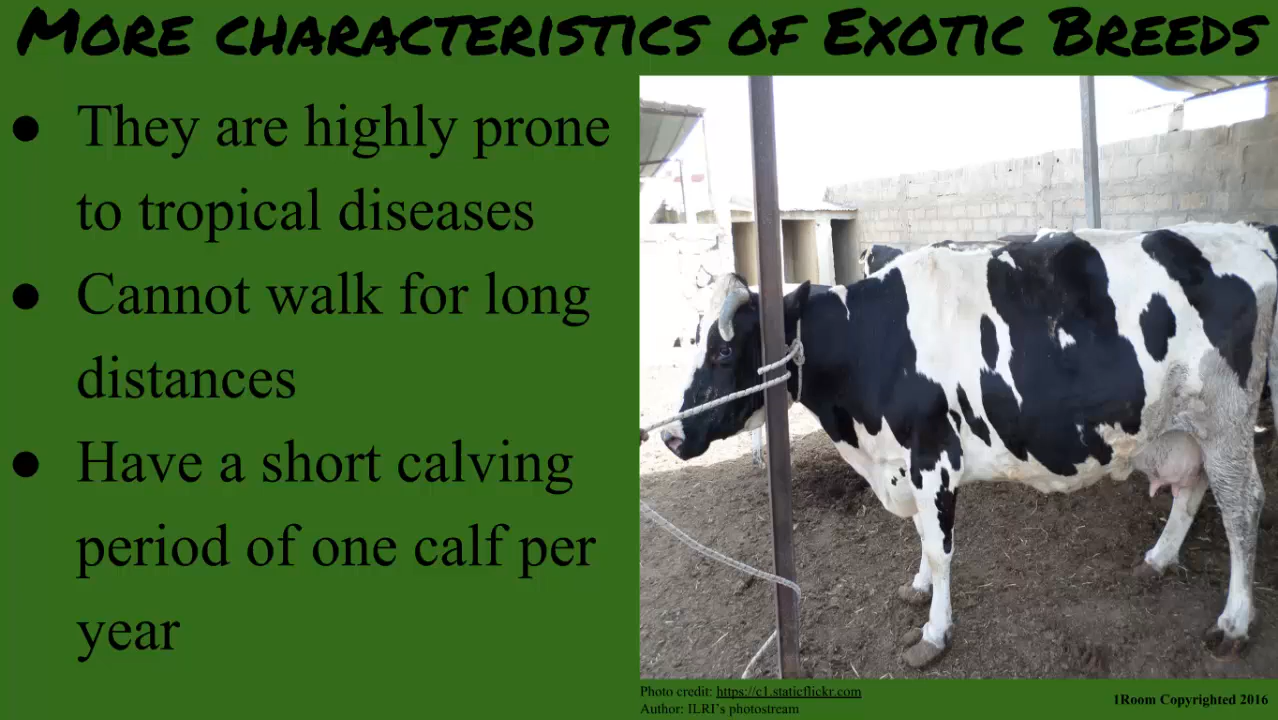 More characteristics of Exotic Breeds
● They are highly prone
to tropical diseases
● Cannot walk for long
distances
● Have a short calving
period of one calf per
year
Photo credit: https://c1.staticflickr.com
Author: ILRI's photostream
1Room Copyrighted 2016